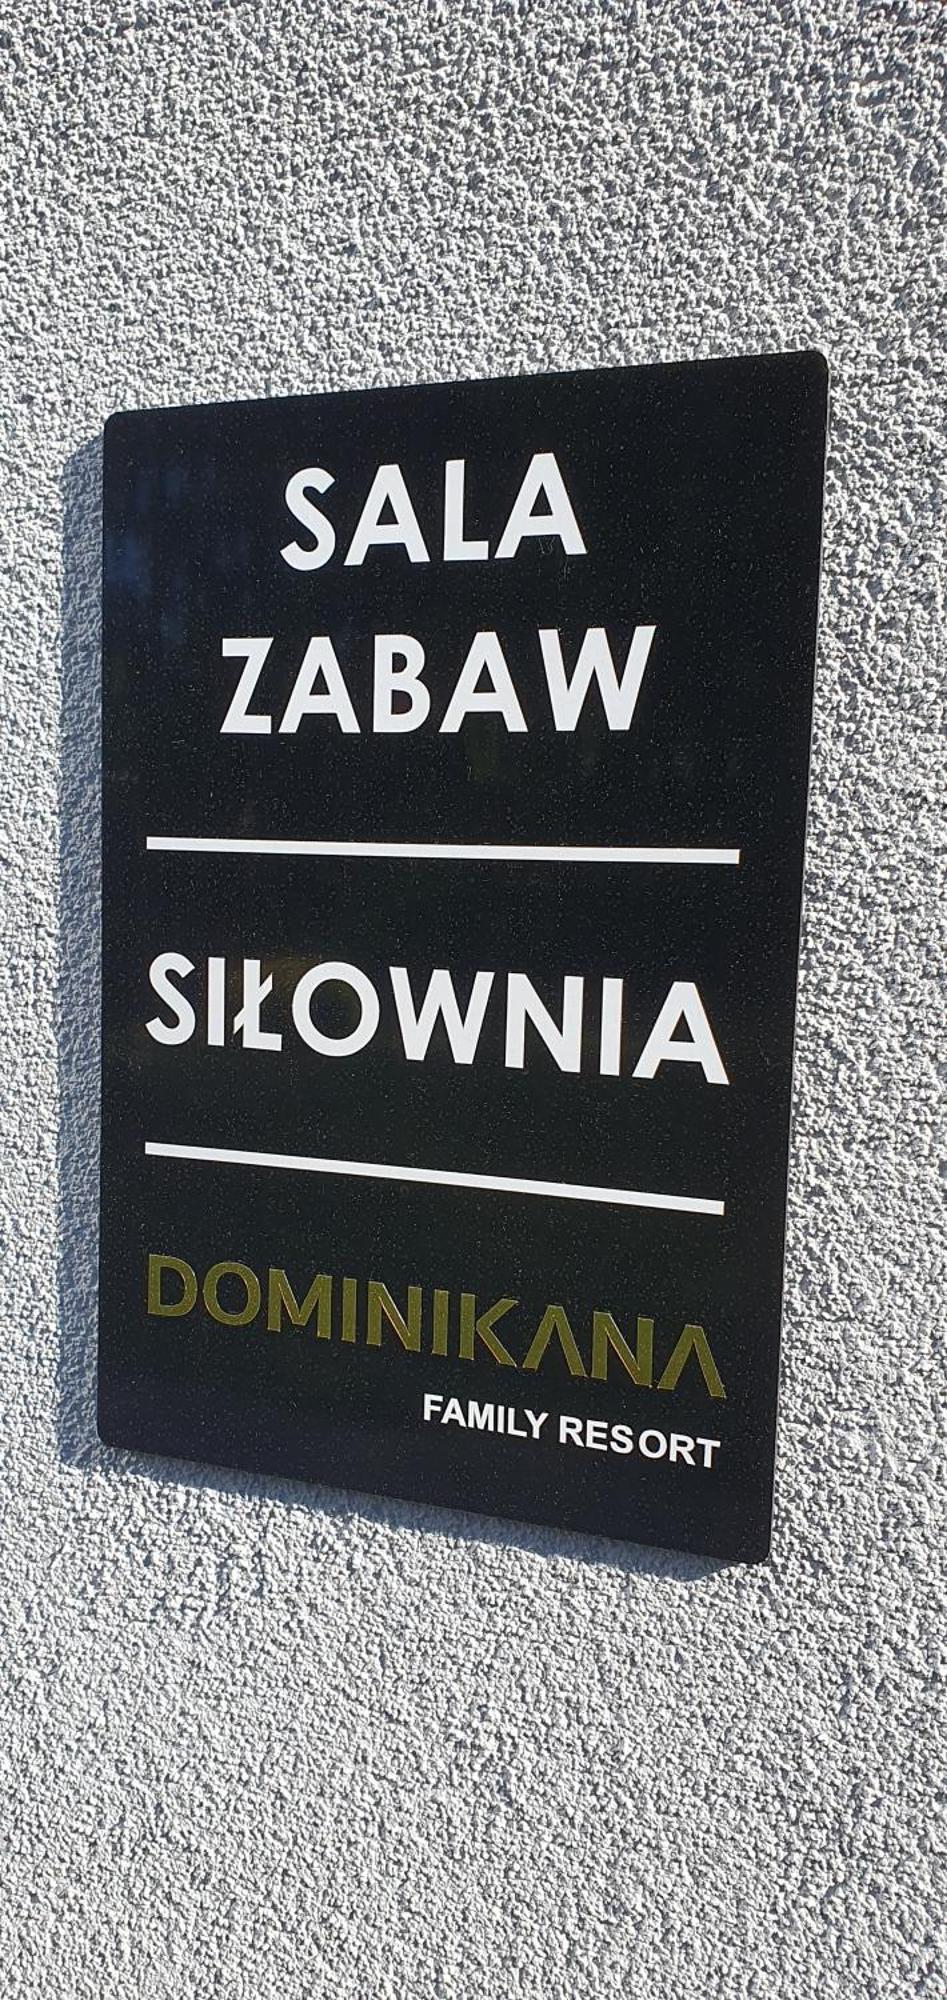 SALA
ZABAW
SIŁOWNIA
DOMINIKANA
FAMILY RESORT